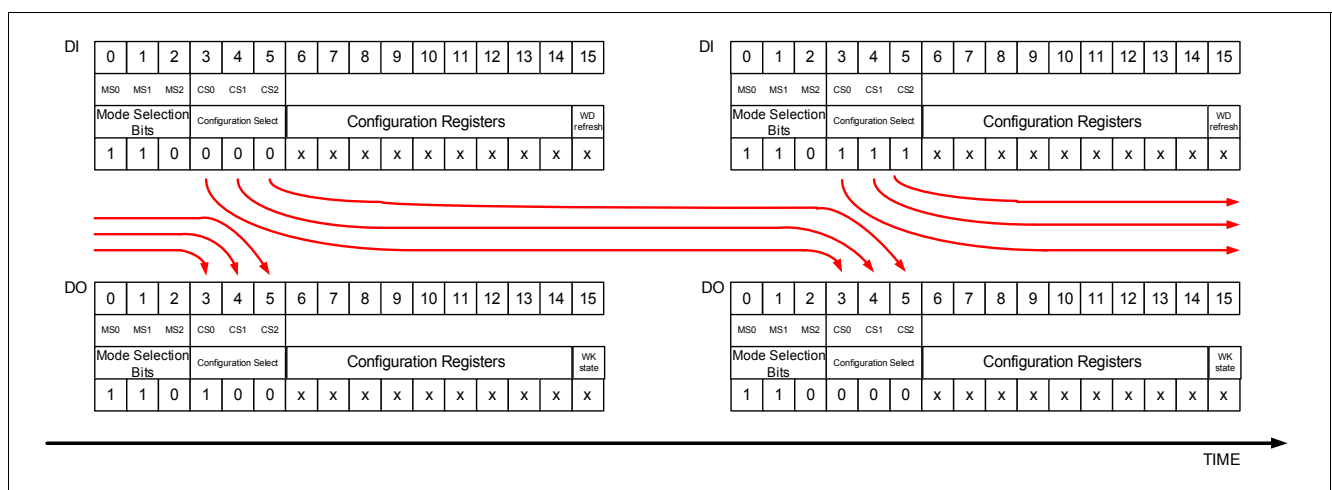 DI 0 1 2 3 4 5 6 7 8 9 10 11 12 13 14 15
MS0 MS1 MS2 CS0 CS1 CS2
Mode Selection Bits Configuration Select Configuration Registers WD refresh
1 1 0 0 0 0 x x x x x x x x x x
DI 0 1 2 3 4 5 6 7 8 9 10 11 12 13 14 15
MS0 MS1 MS2 CS0 CS1 CS2
Mode Selection Bits Configuration Select Configuration Registers WD refresh
1 1 0 1 1 1 x x x x x x x x x x
DO 0 1 2 3 4 5 6 7 8 9 10 11 12 13 14 15
MS0 MS1 MS2 CS0 CS1 CS2
Mode Selection Bits Configuration Select Configuration Registers WK state
1 1 0 1 0 0 x x x x x x x x x x
DO 0 1 2 3 4 5 6 7 8 9 10 11 12 13 14 15
MS0 MS1 MS2 CS0 CS1 CS2
Mode Selection Bits Configuration Select Configuration Registers WK state
1 1 0 0 0 0 x x x x x x x x x x
TIME